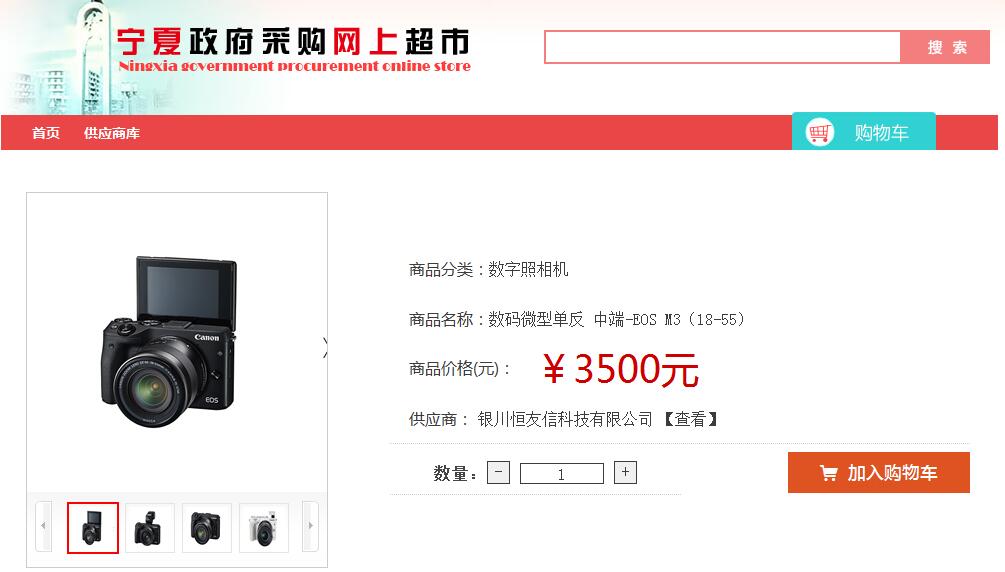 宁夏政府采购网上超市
Ningxia government procurement online store
搜 索
首页 供应商库
购物车
Canon
EOS
商品分类：数字照相机
商品名称：数码微型单反 中端-EOS M3（18-55）
商品价格(元)： ￥3500元
供应商： 银川恒友信科技有限公司 【查看】
数量： - 1 +
加入购物车